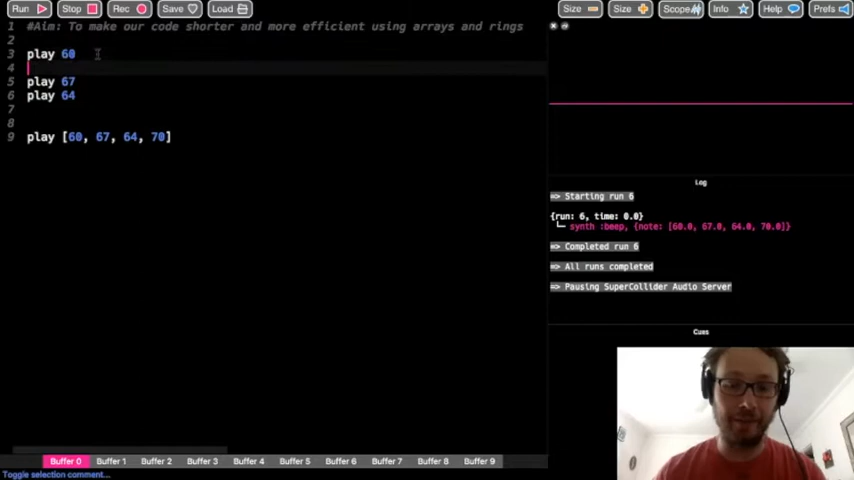 Run Stop Rec Save Load Size Size Scope Info Help Prefs
1 #Aim: To make our code shorter and more efficient using arrays and rings
2
3 play 60
4
5 play 67
6 play 64
7
8
9 play [60, 67, 64, 70]
Log
=> Starting run 6
{run: 6, time: 0.0}
synth :beep, {note: [60.0, 67.0, 64.0, 70.0]}
=> Completed run 6
=> All runs completed
=> Pausing SuperCollider Audio Server
Cues
Buffer 0 Buffer 1 Buffer 2 Buffer 3 Buffer 4 Buffer 5 Buffer 6 Buffer 7 Buffer 8 Buffer 9
Toggle selection comment...